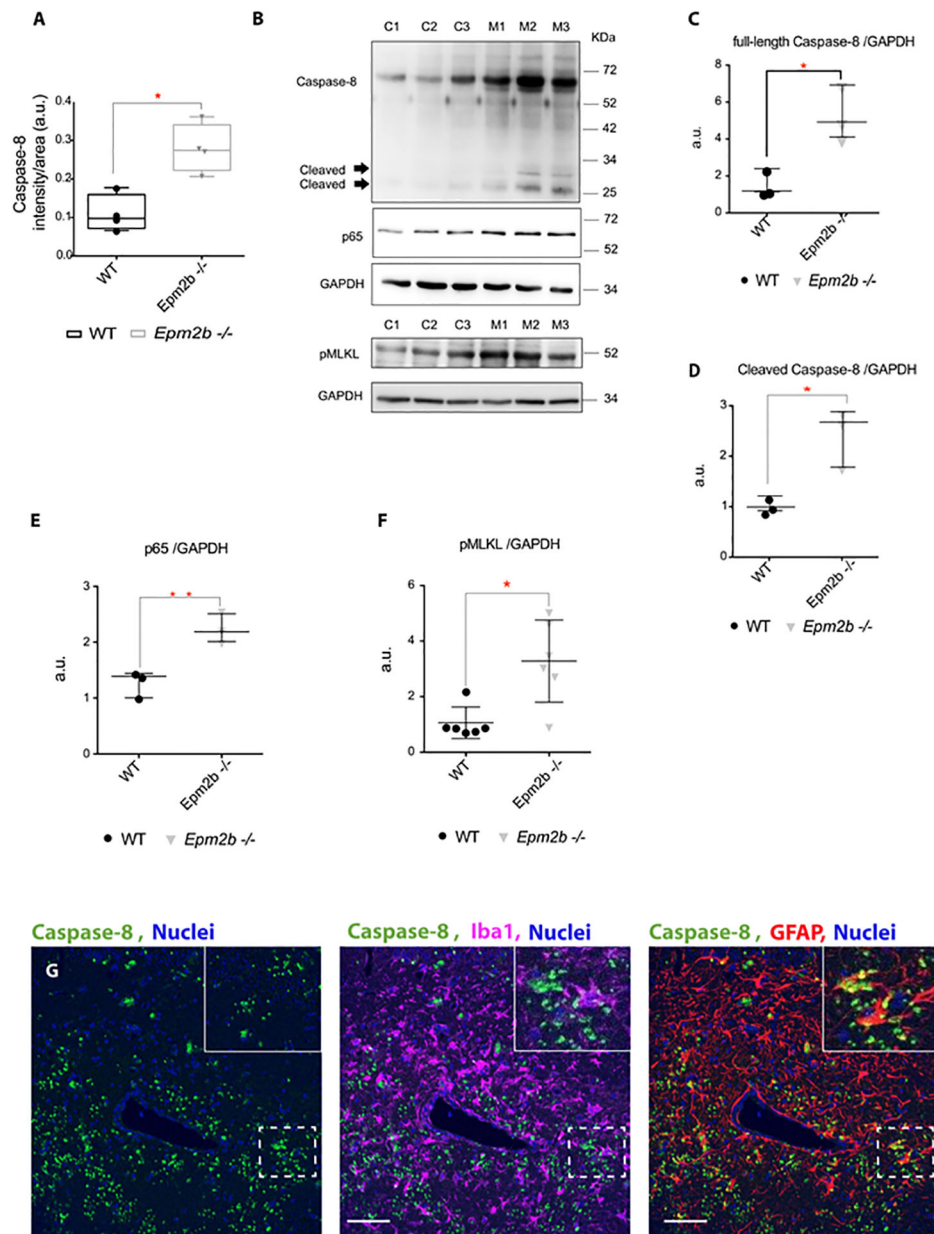 A
Caspase-8
intensity/area (a.u.)
0.4
0.3
0.2
0.1
0.0
*
WT
Epm2b -/-
WT Epm2b -/-
B
C1 C2 C3 M1 M2 M3
KDa
Caspase-8
72
52
42
34
Cleaved
Cleaved
25
72
p65
52
GAPDH
34
C1 C2 C3 M1 M2 M3
pMLKL
52
GAPDH
34
C
full-length Caspase-8 /GAPDH
*
a.u.
8
6
4
2
0
WT
Epm2b -/-
WT Epm2b -/-
D
Cleaved Caspase-8 /GAPDH
*
a.u.
3
2
1
0
WT
Epm2b -/-
WT Epm2b -/-
E
p65 /GAPDH
* *
a.u.
3
2
1
0
WT
Epm2b -/-
WT Epm2b -/-
F
pMLKL /GAPDH
*
a.u.
6
4
2
0
WT
Epm2b -/-
WT Epm2b -/-
Caspase-8 , Nuclei
G
Caspase-8 , Iba1, Nuclei
Caspase-8 , GFAP, Nuclei